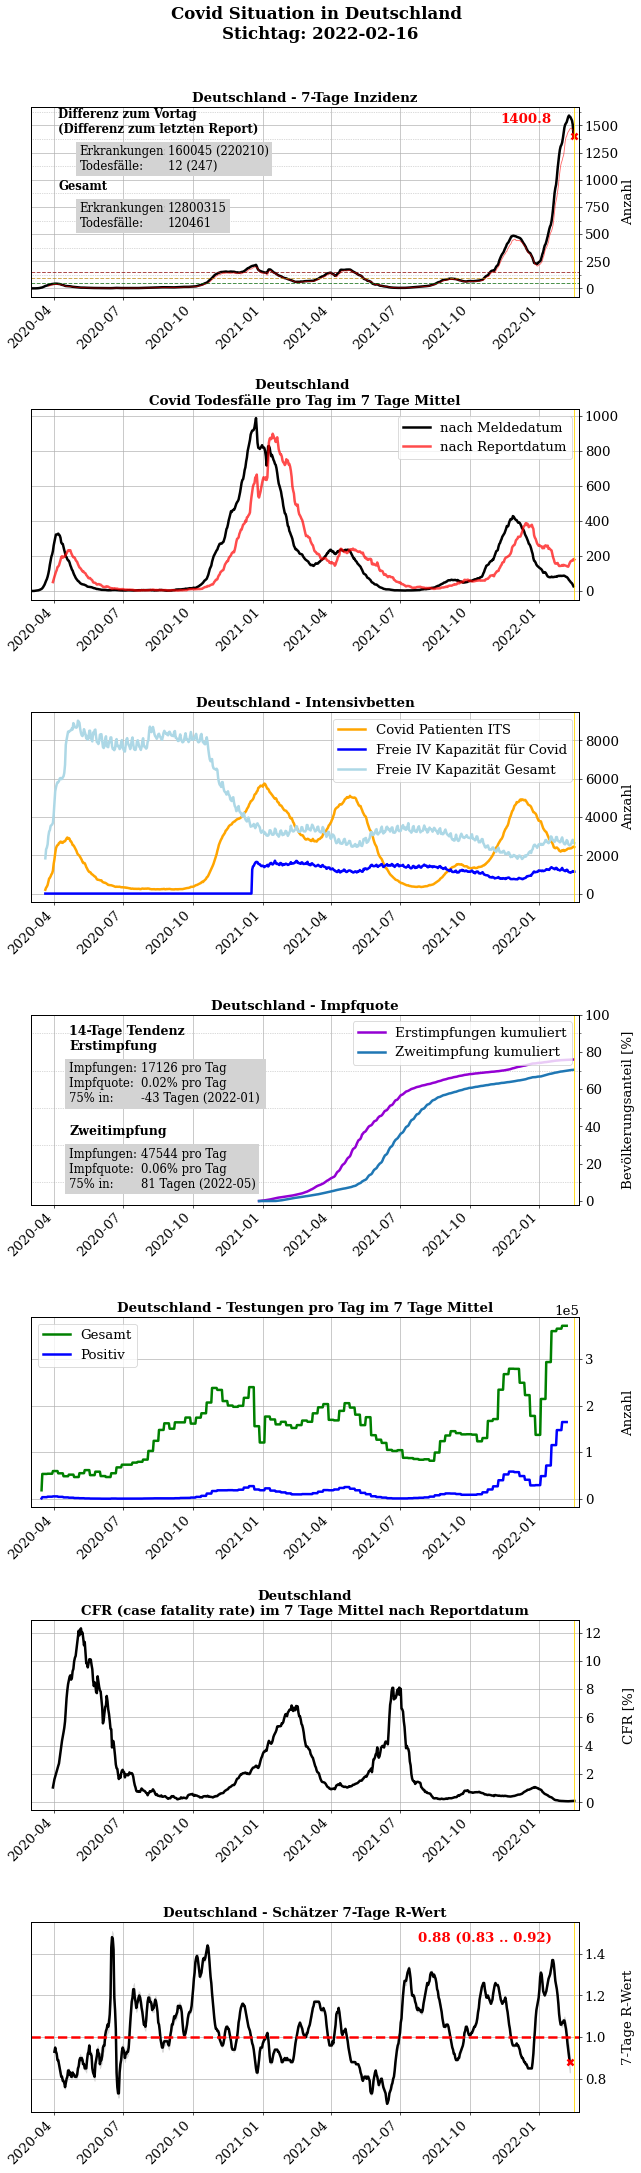 Covid Situation in Deutschland
Stichtag: 2022-02-16
Deutschland - 7-Tage Inzidenz
Differenz zum Vortag
(Differenz zum letzten Report)
1400.8
Erkrankungen 160045 (220210)
Todesfälle: 12 (247)
Gesamt
Erkrankungen 12800315
Todesfälle: 120461
1500
1250
1000
750
500
250
0
Anzahl
2020-04
2020-07
2020-10
2021-01
2021-04
2021-07
2021-10
2022-01
Deutschland
Covid Todesfälle pro Tag im 7 Tage Mittel
nach Meldedatum
nach Reportdatum
1000
800
600
400
200
0
2020-04
2020-07
2020-10
2021-01
2021-04
2021-07
2021-10
2022-01
Deutschland - Intensivbetten
Covid Patienten ITS
Freie IV Kapazität für Covid
Freie IV Kapazität Gesamt
8000
6000
4000
2000
0
Anzahl
2020-04
2020-07
2020-10
2021-01
2021-04
2021-07
2021-10
2022-01
Deutschland - Impfquote
14-Tage Tendenz
Erstimpfung
Impfungen: 17126 pro Tag
Impfquote: 0.02% pro Tag
75% in: -43 Tagen (2022-01)
Zweitimpfung
Impfungen: 47544 pro Tag
Impfquote: 0.06% pro Tag
75% in: 81 Tagen (2022-05)
Erstimpfungen kumuliert
Zweitimpfung kumuliert
100
80
60
40
20
0
Bevölkerungsanteil [%]
2020-04
2020-07
2020-10
2021-01
2021-04
2021-07
2021-10
2022-01
Deutschland - Testungen pro Tag im 7 Tage Mittel
1e5
Gesamt
Positiv
3
2
1
0
Anzahl
2020-04
2020-07
2020-10
2021-01
2021-04
2021-07
2021-10
2022-01
Deutschland
CFR (case fatality rate) im 7 Tage Mittel nach Reportdatum
12
10
8
6
4
2
0
CFR [%]
2020-04
2020-07
2020-10
2021-01
2021-04
2021-07
2021-10
2022-01
Deutschland - Schätzer 7-Tage R-Wert
0.88 (0.83 .. 0.92)
1.4
1.2
1.0
0.8
7-Tage R-Wert
2020-04
2020-07
2020-10
2021-01
2021-04
2021-07
2021-10
2022-01